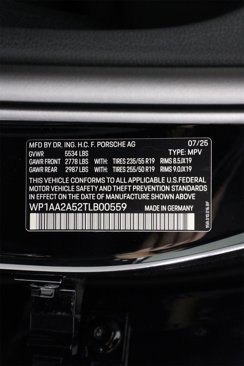 MFD BY DR. ING. H.C. F. PORSCHE AG 07/25
GVWR 5534 LBS TYPE: MPV
GAWR FRONT 2778 LBS WITH: TIRES 235/55 R19 RIMS 8.5JX19
GAWR REAR 2987 LBS WITH: TIRES 255/50 R19 RIMS 9.0JX19
THIS VEHICLE CONFORMS TO ALL APPLICABLE U.S.FEDERAL
MOTOR VEHICLE SAFETY AND THEFT PREVENTION STANDARDS
IN EFFECT ON THE DATE OF MANUFACTURE SHOWN ABOVE
WP1AA2A52TLB00559 MADE IN GERMANY